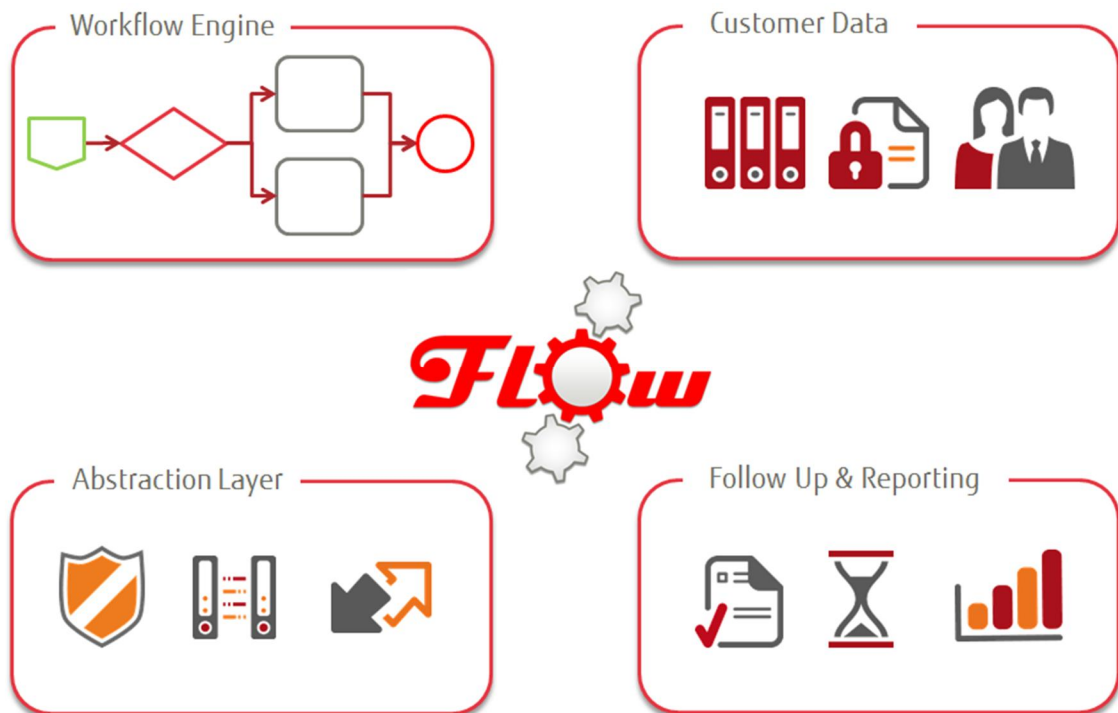 Workflow Engine
Customer Data
Flow
Abstraction Layer
Follow Up & Reporting